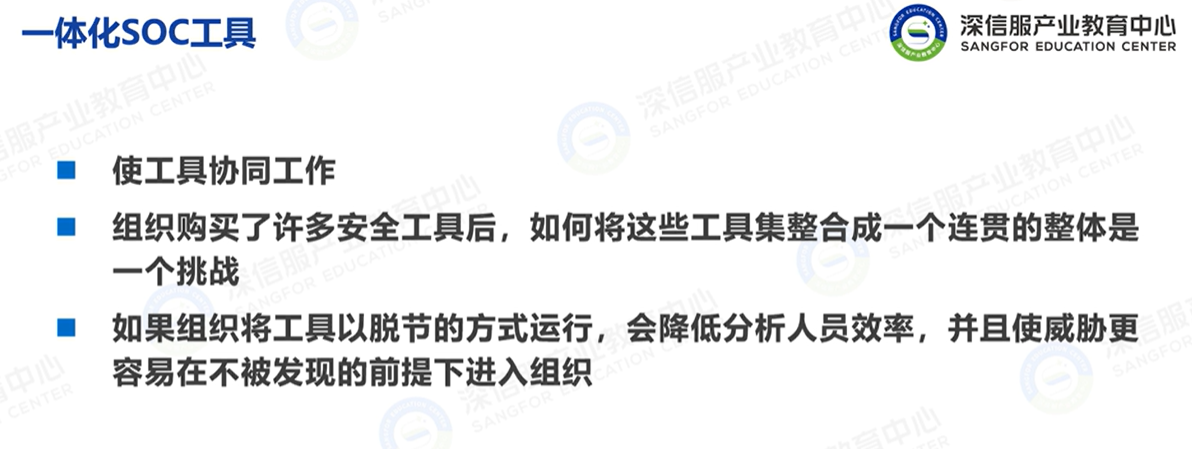 一体化SOC工具
深信服产业教育中心
SANGFOR EDUCATION CENTER
使工具协同工作
组织购买了许多安全工具后，如何将这些工具集整合成一个连贯的整体是
一个挑战
如果组织将工具以脱节的方式运行，会降低分析人员效率，并且使威胁更
容易在不被发现的前提下进入组织